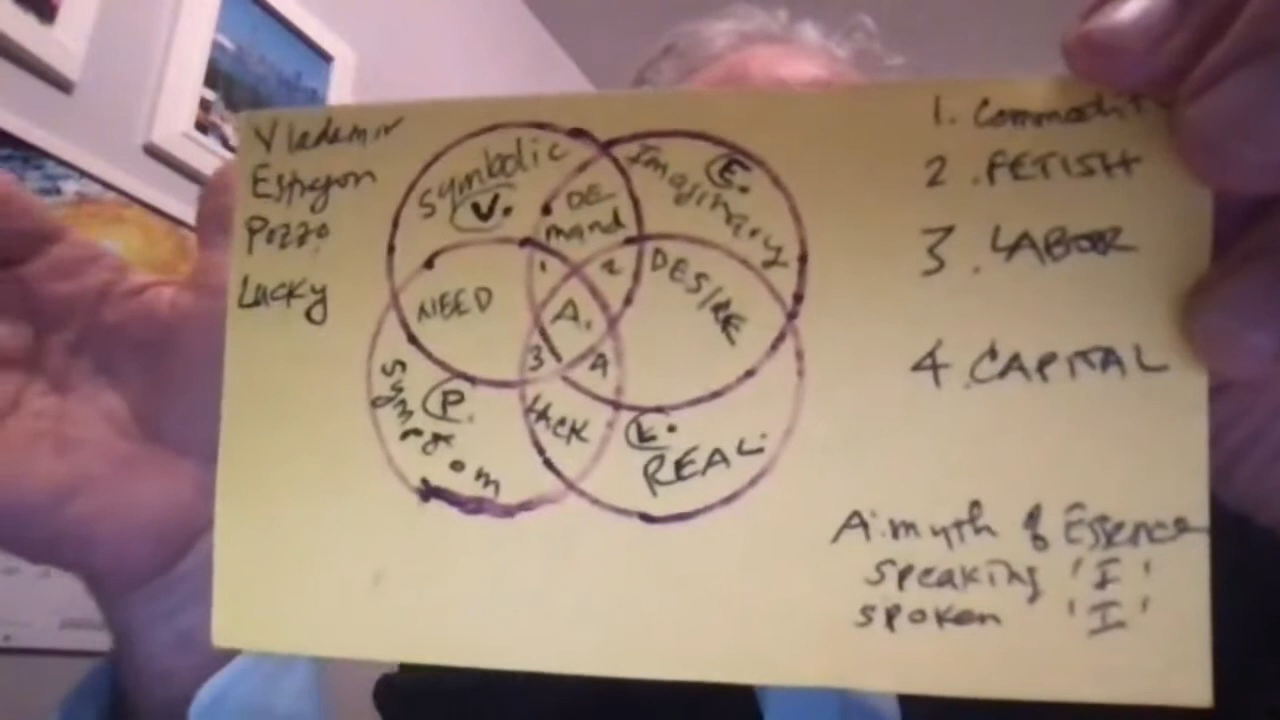 Vlademir
Estragon
Pozzo
Lucky
Symbolic
V.
DE
mand
Imaginary
E.
1
2
NEED
A.
DESIRE
3
4
Symptom
P.
LACK
L.
REAL
1. Commodity
2. FETISH
3. LABOR
4. CAPITAL
A: myth of Essence
speaking 'I'
spoken 'I'